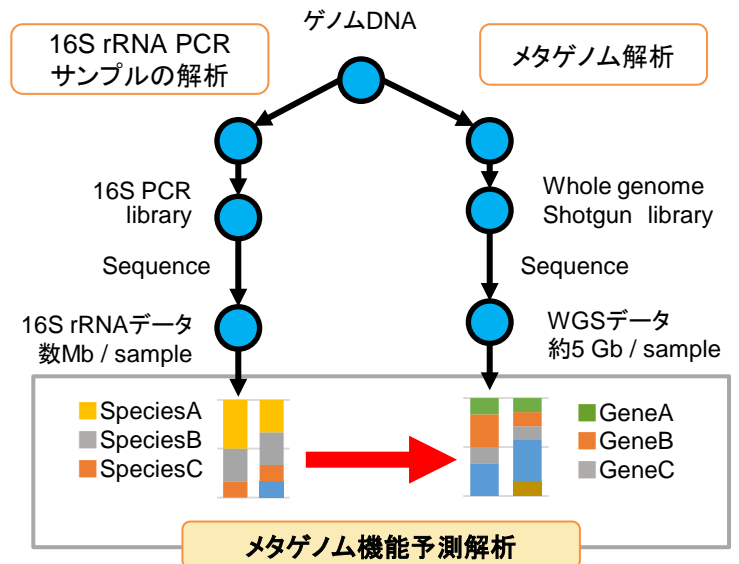 ゲノムDNA
16S rRNA PCR
サンプルの解析
メタゲノム解析
16S PCR
library
Whole genome
Shotgun library
Sequence
Sequence
16S rRNAデータ
数Mb / sample
WGSデータ
約5 Gb / sample
SpeciesA
SpeciesB
SpeciesC
GeneA
GeneB
GeneC
メタゲノム機能予測解析